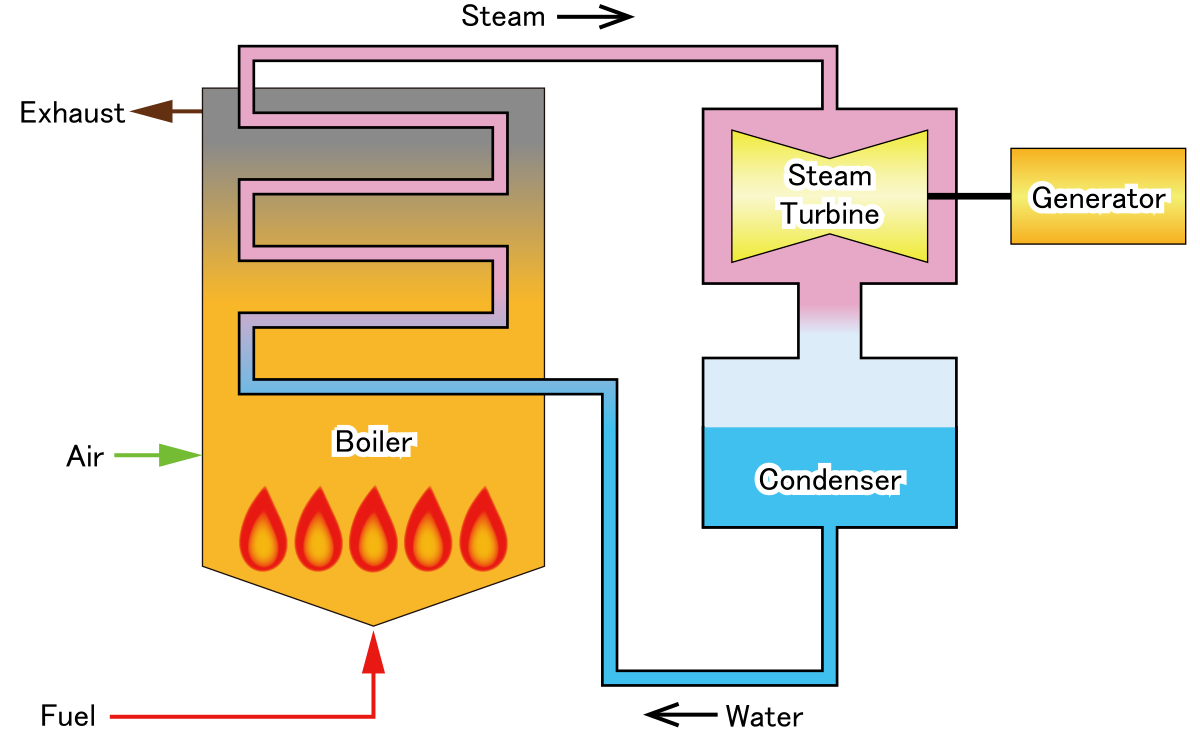 Steam
Exhaust
Steam
Turbine
Generator
Boiler
Air
Condenser
Fuel
Water